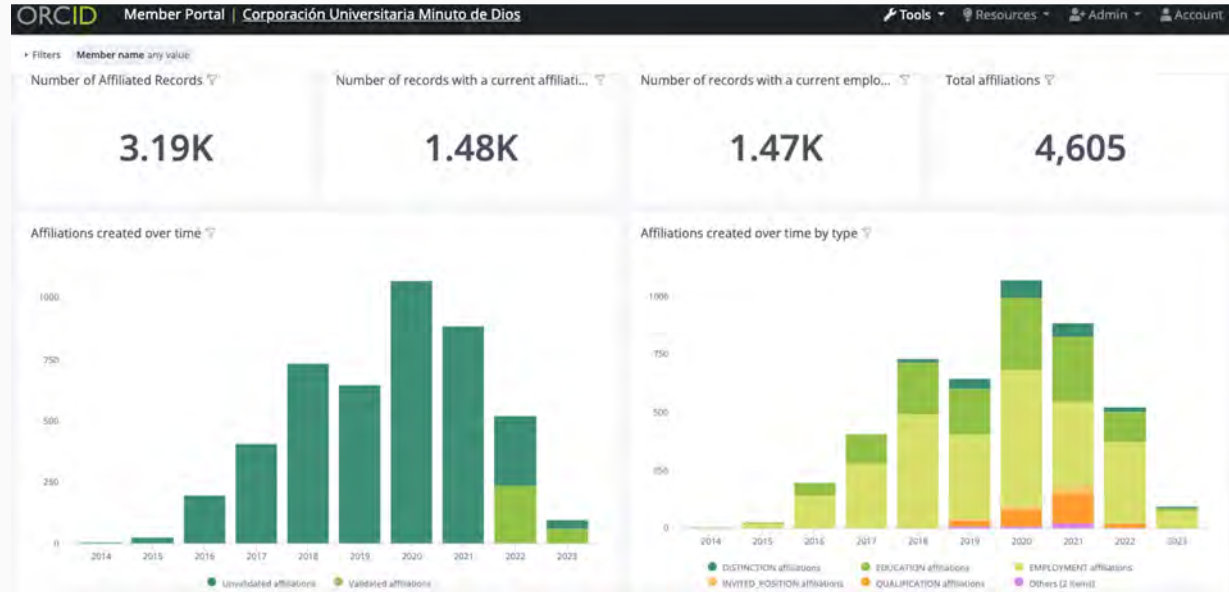 ORCID Member Portal | Corporación Universitaria Minuto de Dios Tools Resources Admin Account
Filters Member name any value
Number of Affiliated Records Number of records with a current affiliati... Number of records with a current emplo... Total affiliations
3.19K 1.48K 1.47K 4,605
Affiliations created over time Affiliations created over time by type
1000 1000
750 750
500 500
250 250
0 0
2014 2015 2016 2017 2018 2019 2020 2021 2022 2023 2014 2015 2016 2017 2018 2019 2020 2021 2022 2023
Unvalidated affiliations Validated affiliations
DISTINCTION affiliations EDUCATION affiliations EMPLOYMENT affiliations
INVITED_POSITION affiliations QUALIFICATION affiliations Others (2 items)